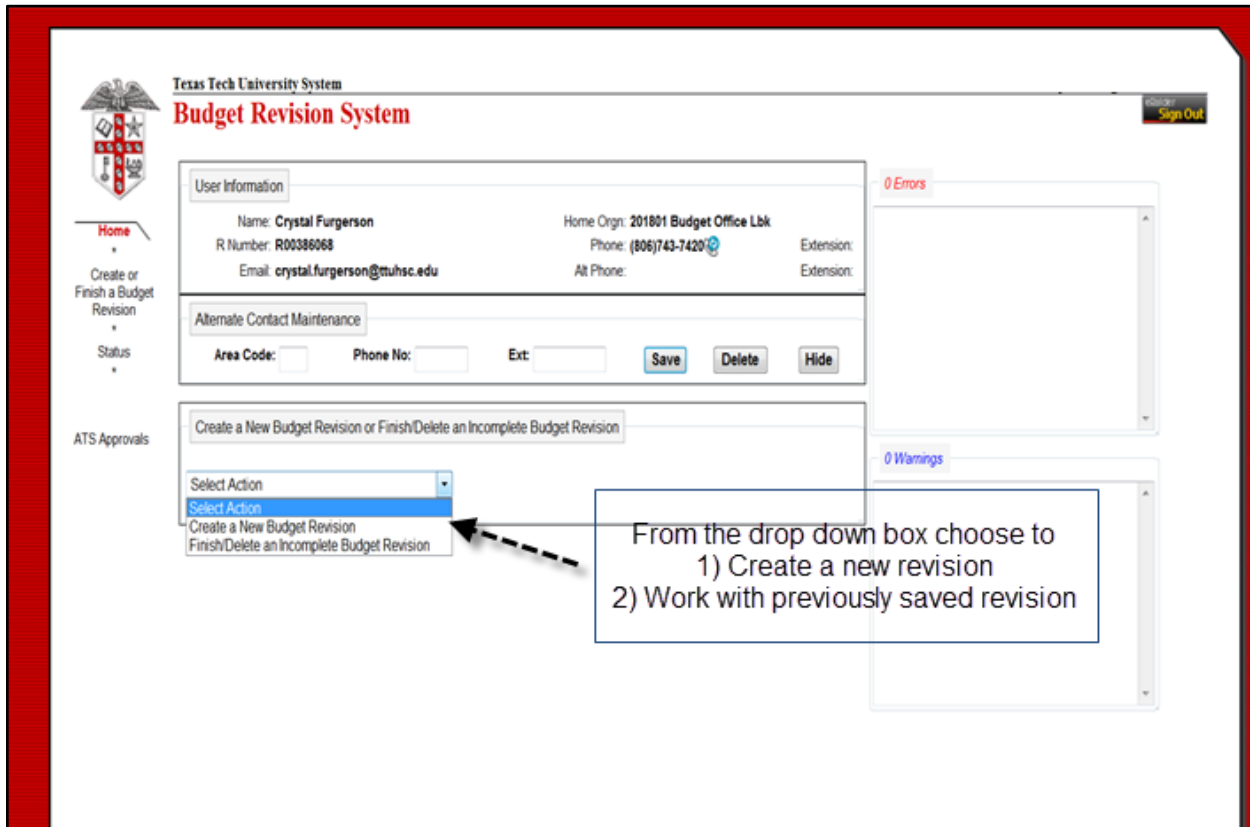 Texas Tech University System
Budget Revision System
Sign Out
Home
*
Create or
Finish a Budget
Revision
*
Status
*
ATS Approvals
User Information
Name: Crystal Furgerson
Home Orgn: 201801 Budget Office Lbk
R Number: R00386068
Phone: (806)743-7420
Extension:
Email: crystal.furgerson@ttuhsc.edu
Alt Phone:
Extension:
Alternate Contact Maintenance
Area Code:
Phone No:
Ext:
Save
Delete
Hide
Create a New Budget Revision or Finish/Delete an Incomplete Budget Revision
Select Action
Select Action
Create a New Budget Revision
Finish/Delete an Incomplete Budget Revision
0 Errors
0 Warnings
From the drop down box choose to
1) Create a new revision
2) Work with previously saved revision